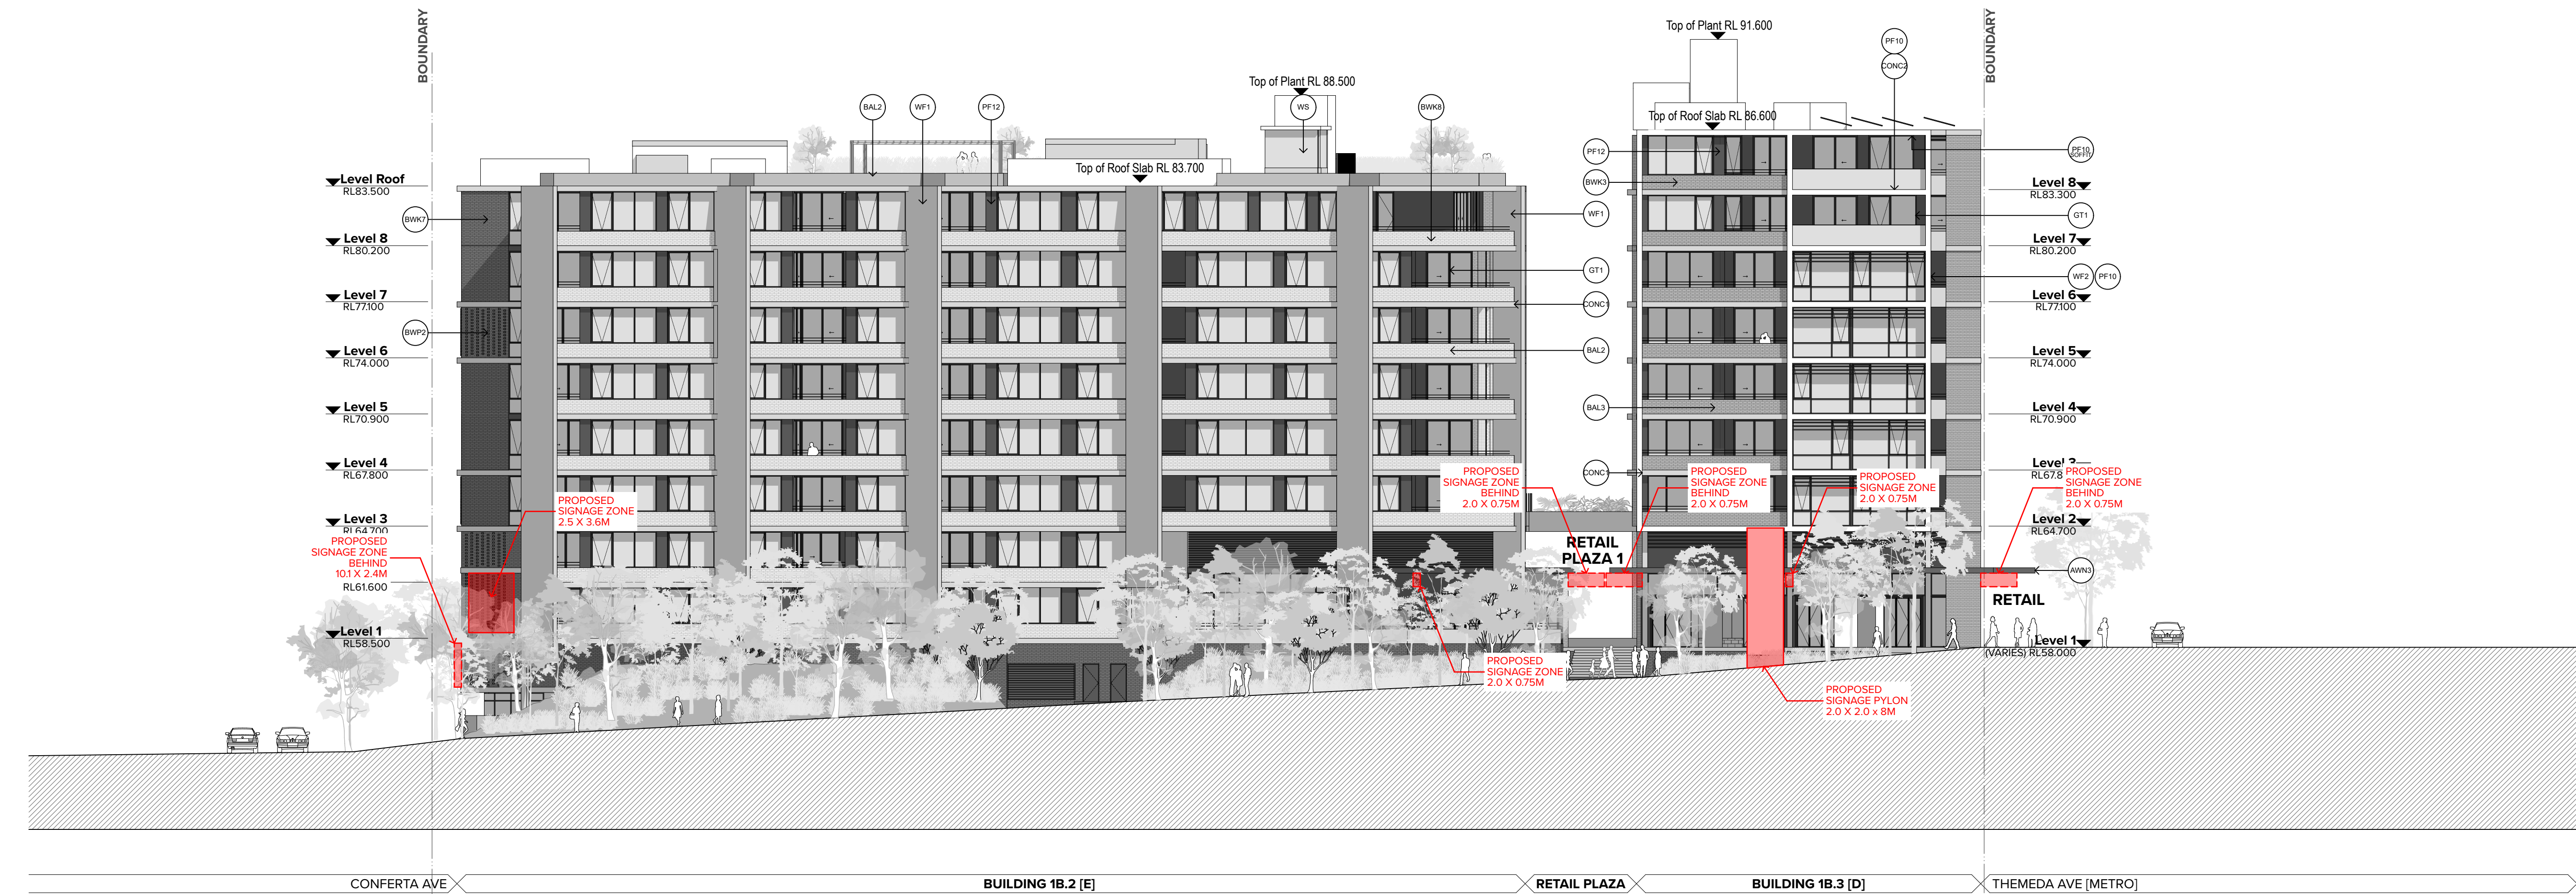 BOUNDARY
BOUNDARY
Top of Plant RL 91.600
Top of Plant RL 88.500
Top of Roof Slab RL 86.600
Top of Roof Slab RL 83.700
BAL2
WF1
PF12
WS
BWK8
PF10
CONC2
Level Roof
RL83.500
Level 8
RL80.200
Level 7
RL77.100
Level 6
RL74.000
Level 5
RL70.900
Level 4
RL67.800
Level 3
RL64.700
RL61.600
Level 1
RL58.500
BWK7
BWP2
PF12
BWK3
WF1
GT1
CONC1
BAL2
BAL3
CONC1
PF10
SOFFIT
GT1
WF2
PF10
AWN3
Level 8
RL83.300
Level 7
RL80.200
Level 6
RL77.100
Level 5
RL74.000
Level 4
RL70.900
Level 3
RL67.8
Level 2
RL64.700
Level 1
(VARIES) RL58.000
PROPOSED
SIGNAGE ZONE
BEHIND
10.1 X 2.4M
PROPOSED
SIGNAGE ZONE
2.5 X 3.6M
PROPOSED
SIGNAGE ZONE
BEHIND
2.0 X 0.75M
PROPOSED
SIGNAGE ZONE
BEHIND
2.0 X 0.75M
PROPOSED
SIGNAGE ZONE
2.0 X 0.75M
PROPOSED
SIGNAGE ZONE
BEHIND
2.0 X 0.75M
RETAIL
PLAZA 1
RETAIL
PROPOSED
SIGNAGE ZONE
2.0 X 0.75M
PROPOSED
SIGNAGE PYLON
2.0 X 2.0 x 8M
CONFERTA AVE
BUILDING 1B.2 [E]
RETAIL PLAZA
BUILDING 1B.3 [D]
THEMEDA AVE [METRO]